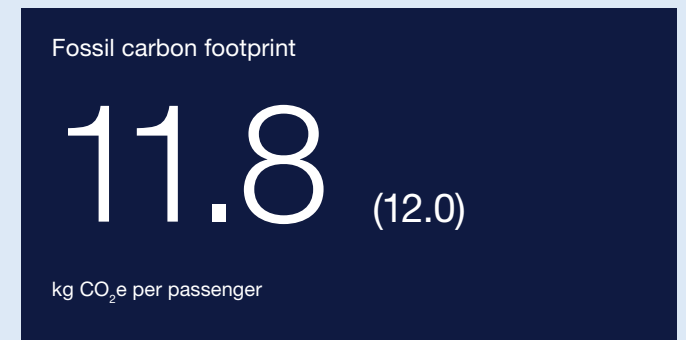 Fossil carbon footprint
11.8 (12.0)
kg CO₂e per passenger